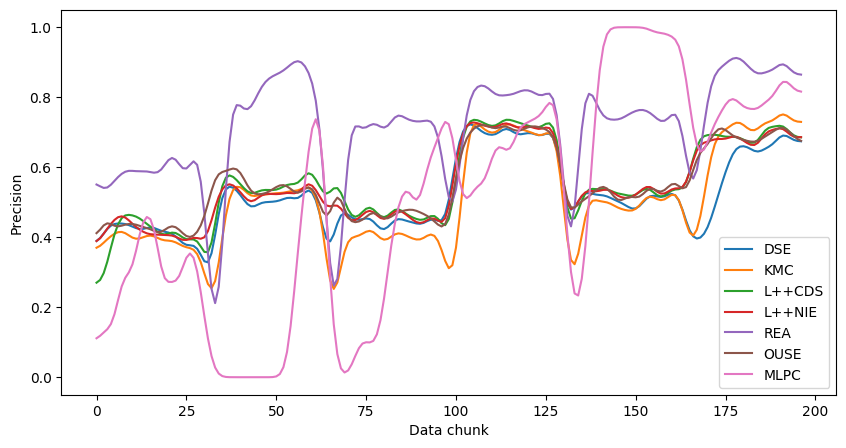 1.0
0.8
0.6
0.4
0.2
0.0
Precision
0
25
50
75
100
125
150
175
200
Data chunk
DSE
KMC
L++CDS
L++NIE
REA
OUSE
MLPC